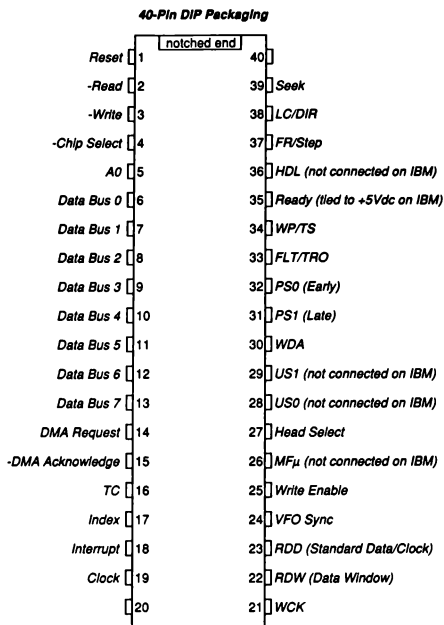 40-Pin DIP Packaging
notched end
Reset 1 40
-Read 2 39 Seek
-Write 3 38 LC/DIR
-Chip Select 4 37 FR/Step
A0 5 36 HDL (not connected on IBM)
Data Bus 0 6 35 Ready (tied to +5Vdc on IBM)
Data Bus 1 7 34 WP/TS
Data Bus 2 8 33 FLT/TRO
Data Bus 3 9 32 PS0 (Early)
Data Bus 4 10 31 PS1 (Late)
Data Bus 5 11 30 WDA
Data Bus 6 12 29 US1 (not connected on IBM)
Data Bus 7 13 28 US0 (not connected on IBM)
DMA Request 14 27 Head Select
-DMA Acknowledge 15 26 MFµ (not connected on IBM)
TC 16 25 Write Enable
Index 17 24 VFO Sync
Interrupt 18 23 RDD (Standard Data/Clock)
Clock 19 22 RDW (Data Window)
20 21 WCK